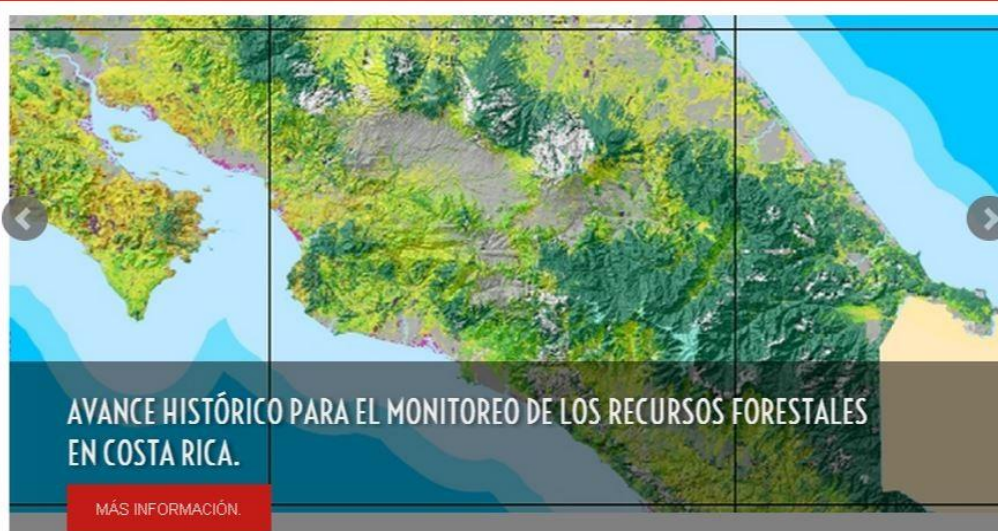 AVANCE HISTÓRICO PARA EL MONITOREO DE LOS RECURSOS FORESTALES
EN COSTA RICA.
MÁS INFORMACIÓN.